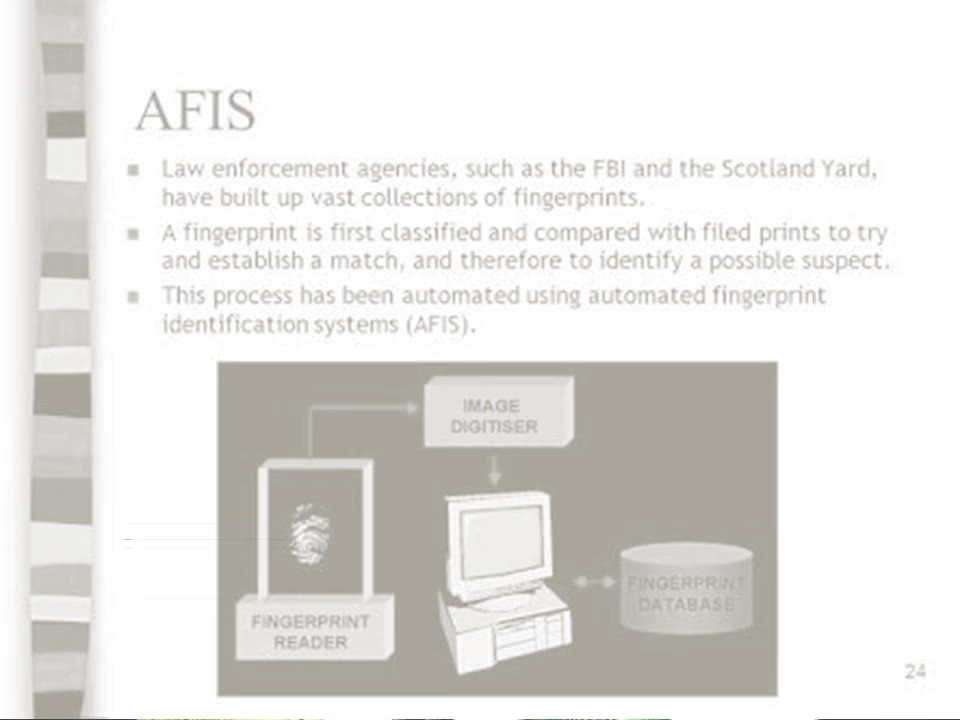 AFIS
Law enforcement agencies, such as the FBI and the Scotland Yard,
have built up vast collections of fingerprints.
A fingerprint is first classified and compared with filed prints to try
and establish a match, and therefore to identify a possible suspect.
This process has been automated using automated fingerprint
identification systems (AFIS).
IMAGE
DIGITISER
FINGERPRINT
READER
FINGERPRINT
DATABASE
24